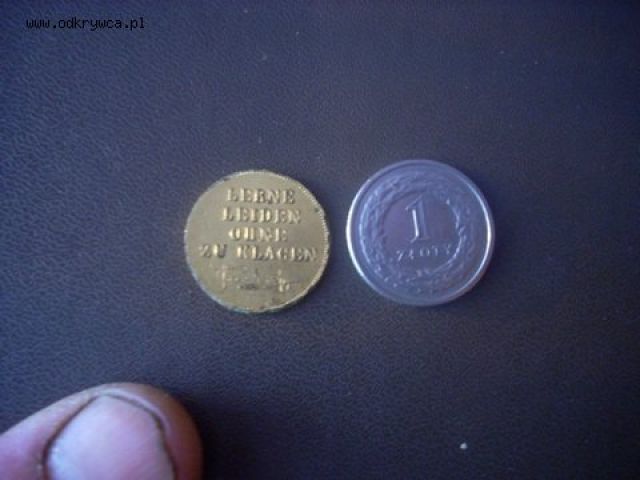 www.odkrywca.pl
LERNE
LEIDEN
OHNE
ZU KLAGEN
1
ZŁOTY